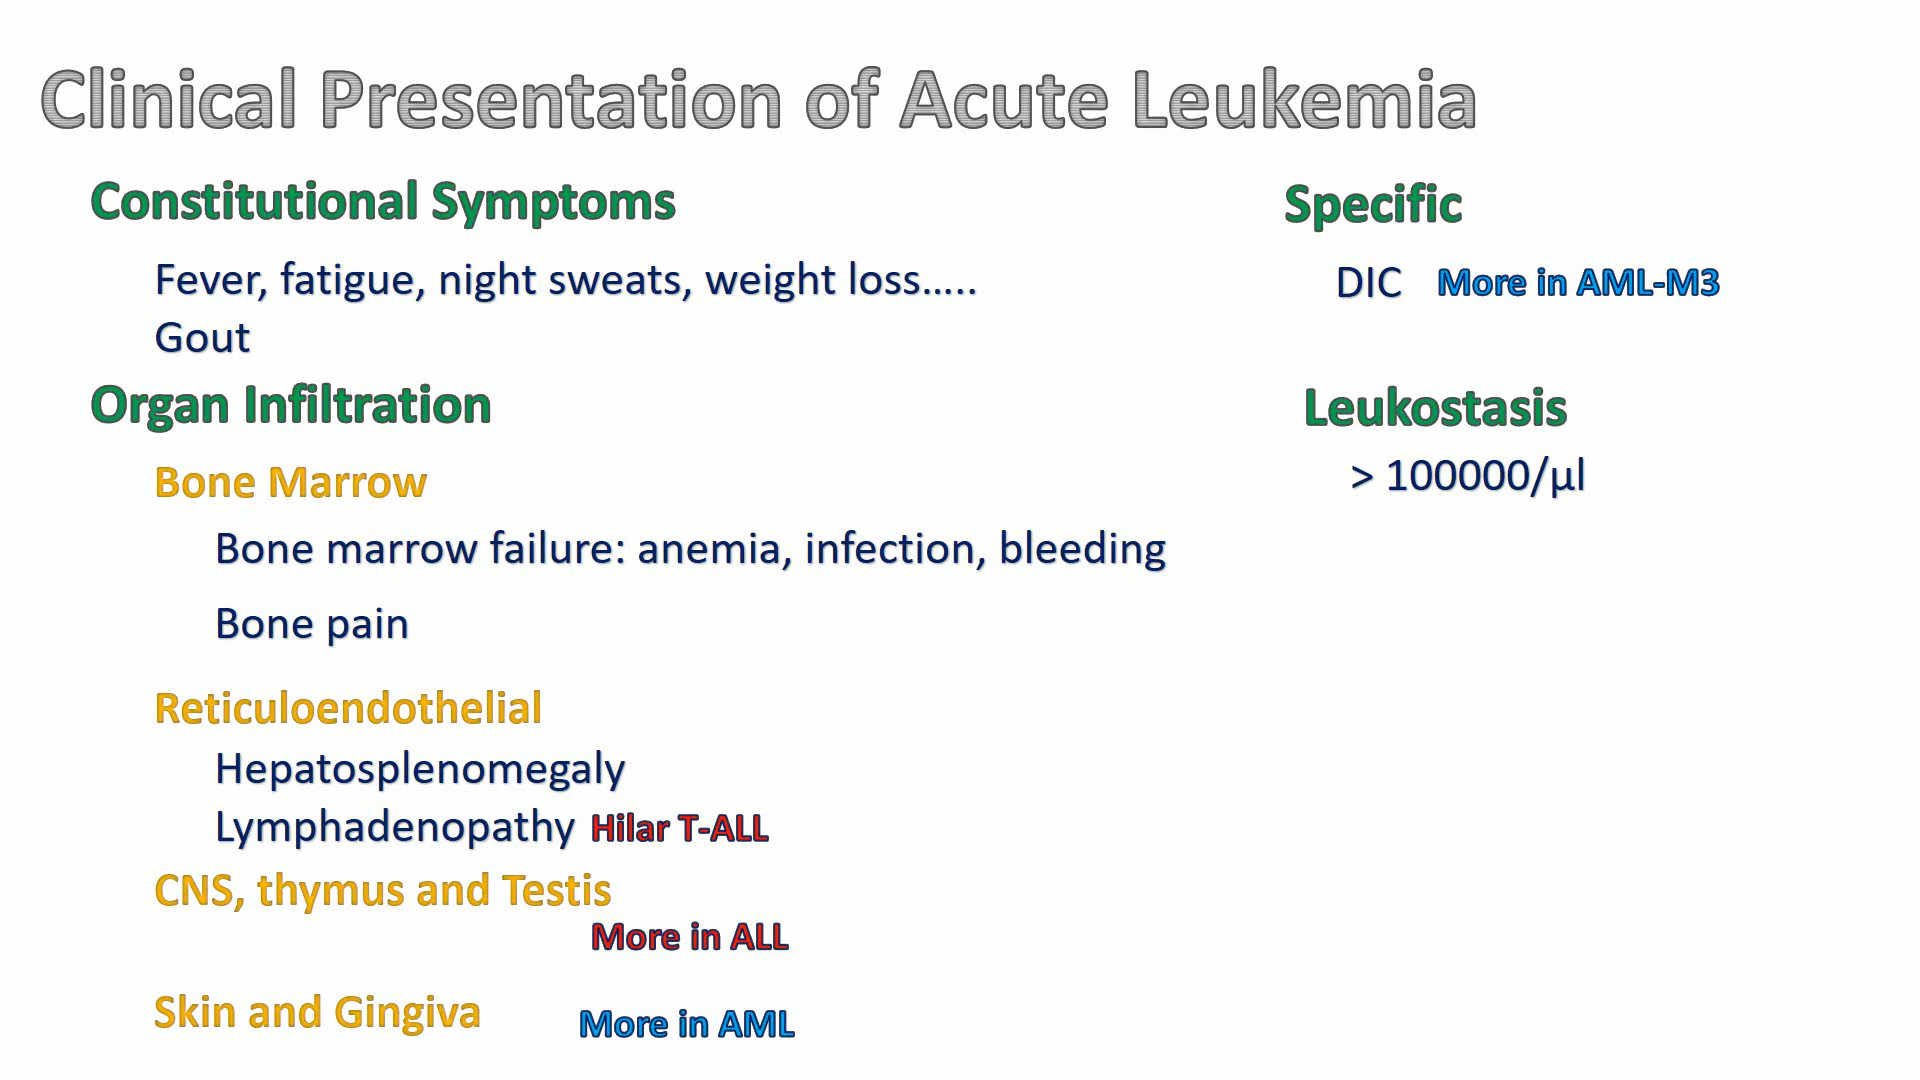 Clinical Presentation of Acute Leukemia
Constitutional Symptoms
Fever, fatigue, night sweats, weight loss.....
Gout
Organ Infiltration
Bone Marrow
Bone marrow failure: anemia, infection, bleeding
Bone pain
Reticuloendothelial
Hepatosplenomegaly
Lymphadenopathy Hilar T-ALL
CNS, thymus and Testis
More in ALL
Skin and Gingiva More in AML
Specific
DIC More in AML-M3
Leukostasis
> 100000/µl